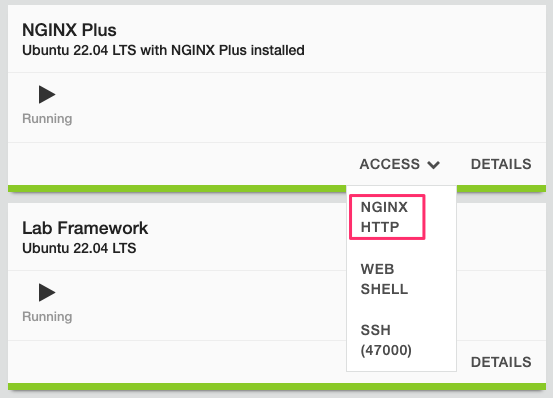 NGINX Plus
Ubuntu 22.04 LTS with NGINX Plus installed
Running
ACCESS DETAILS
NGINX
HTTP
Lab Framework
Ubuntu 22.04 LTS
WEB
SHELL
Running
SSH
(47000)
DETAILS